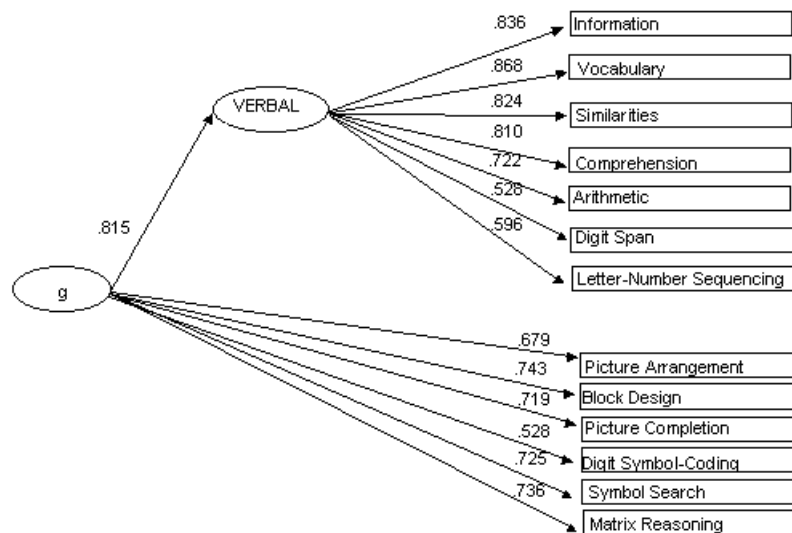 .836
Information
.868
Vocabulary
VERBAL
.824
Similarities
.810
Comprehension
.722
Arithmetic
.528
Digit Span
.596
Letter-Number Sequencing
.815
g
.679
Picture Arrangement
.743
Block Design
.719
Picture Completion
.528
Digit Symbol-Coding
.725
Symbol Search
.736
Matrix Reasoning